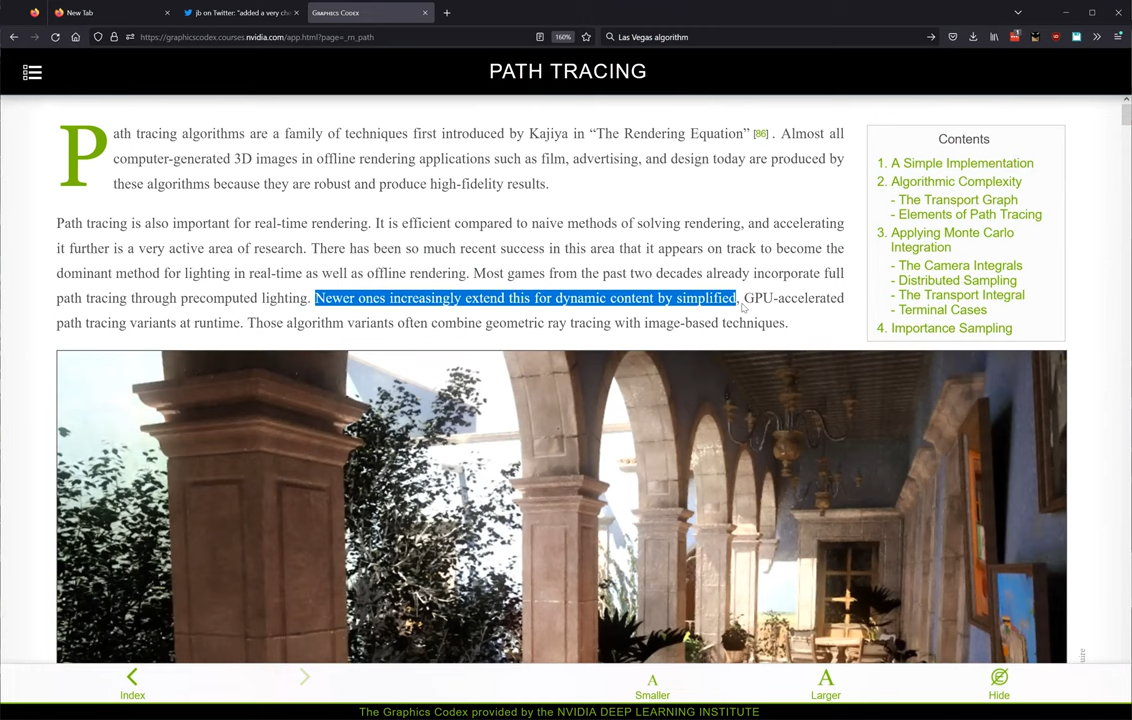 New Tab
jb on Twitter: "added a very che
Graphics Codex
https://graphicscodex.courses.nvidia.com/app.html?page=_rn_path
160%
Las Vegas algorithm
PATH TRACING
Path tracing algorithms are a family of techniques first introduced by Kajiya in “The Rendering Equation” [86] . Almost all
computer-generated 3D images in offline rendering applications such as film, advertising, and design today are produced by
these algorithms because they are robust and produce high-fidelity results.
Path tracing is also important for real-time rendering. It is efficient compared to naive methods of solving rendering, and accelerating
it further is a very active area of research. There has been so much recent success in this area that it appears on track to become the
dominant method for lighting in real-time as well as offline rendering. Most games from the past two decades already incorporate full
path tracing through precomputed lighting. Newer ones increasingly extend this for dynamic content by simplified, GPU-accelerated
path tracing variants at runtime. Those algorithm variants often combine geometric ray tracing with image-based techniques.
Contents
1. A Simple Implementation
2. Algorithmic Complexity
- The Transport Graph
- Elements of Path Tracing
3. Applying Monte Carlo
Integration
- The Camera Integrals
- Distributed Sampling
- The Transport Integral
- Terminal Cases
4. Importance Sampling
Index
A
Smaller
A
Larger
Hide
The Graphics Codex provided by the NVIDIA DEEP LEARNING INSTITUTE